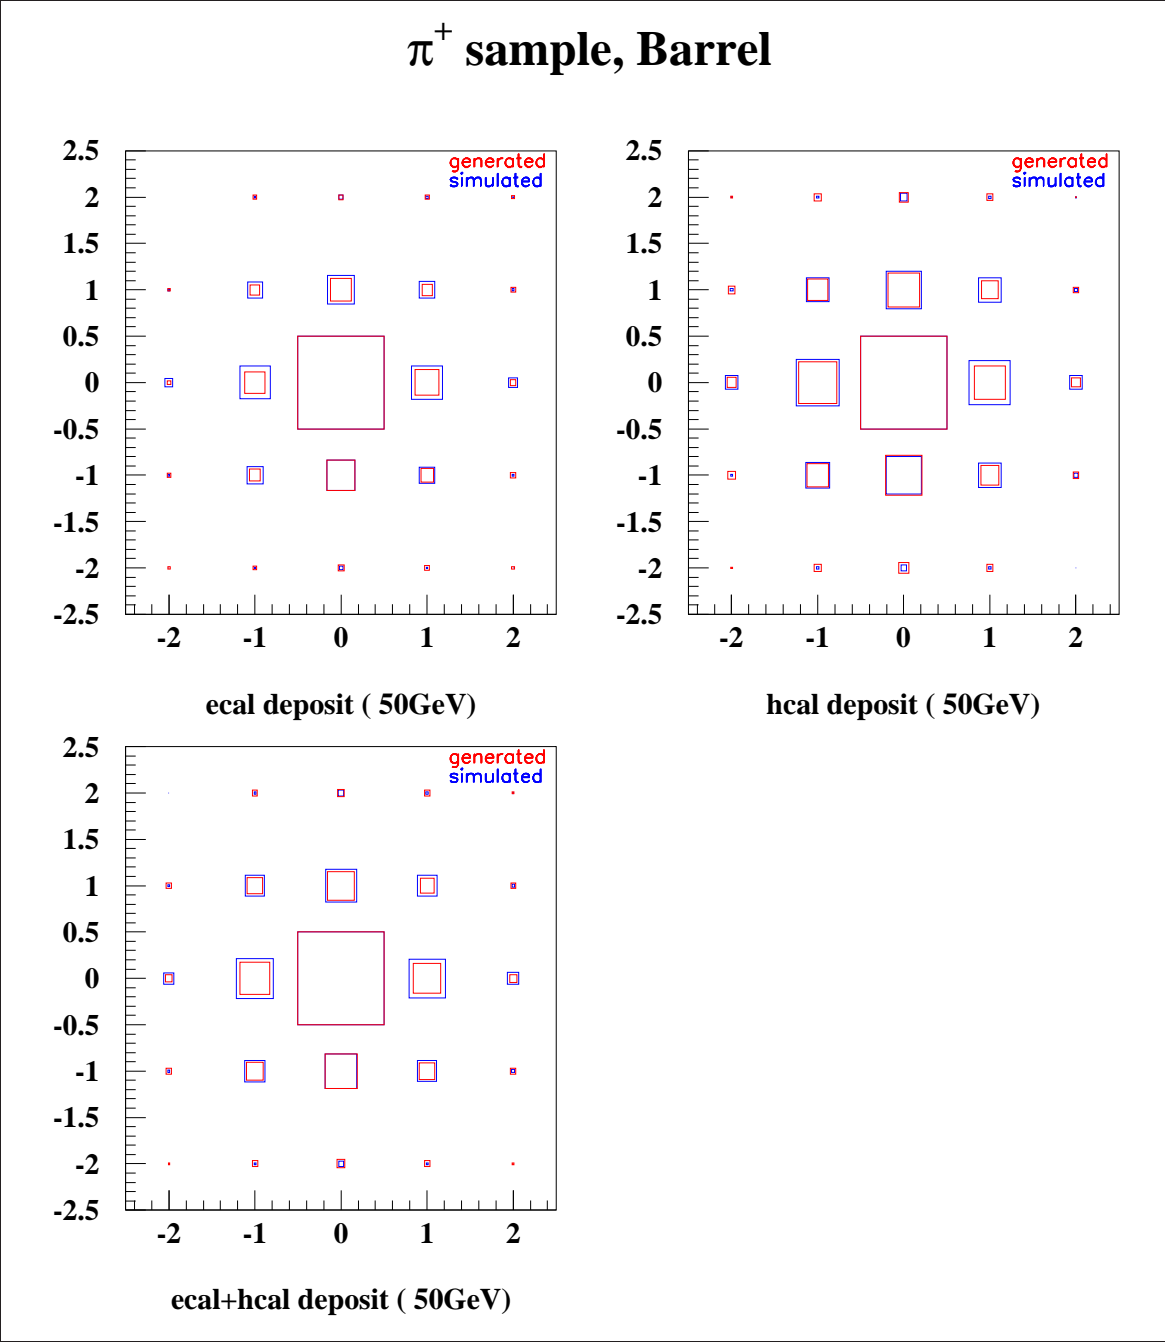 π+ sample, Barrel
2.5
2
1.5
1
0.5
0
-0.5
-1
-1.5
-2
-2.5
-2 -1 0 1 2
generated
simulated
ecal deposit ( 50GeV)
2.5
2
1.5
1
0.5
0
-0.5
-1
-1.5
-2
-2.5
-2 -1 0 1 2
generated
simulated
hcal deposit ( 50GeV)
2.5
2
1.5
1
0.5
0
-0.5
-1
-1.5
-2
-2.5
-2 -1 0 1 2
generated
simulated
ecal+hcal deposit ( 50GeV)